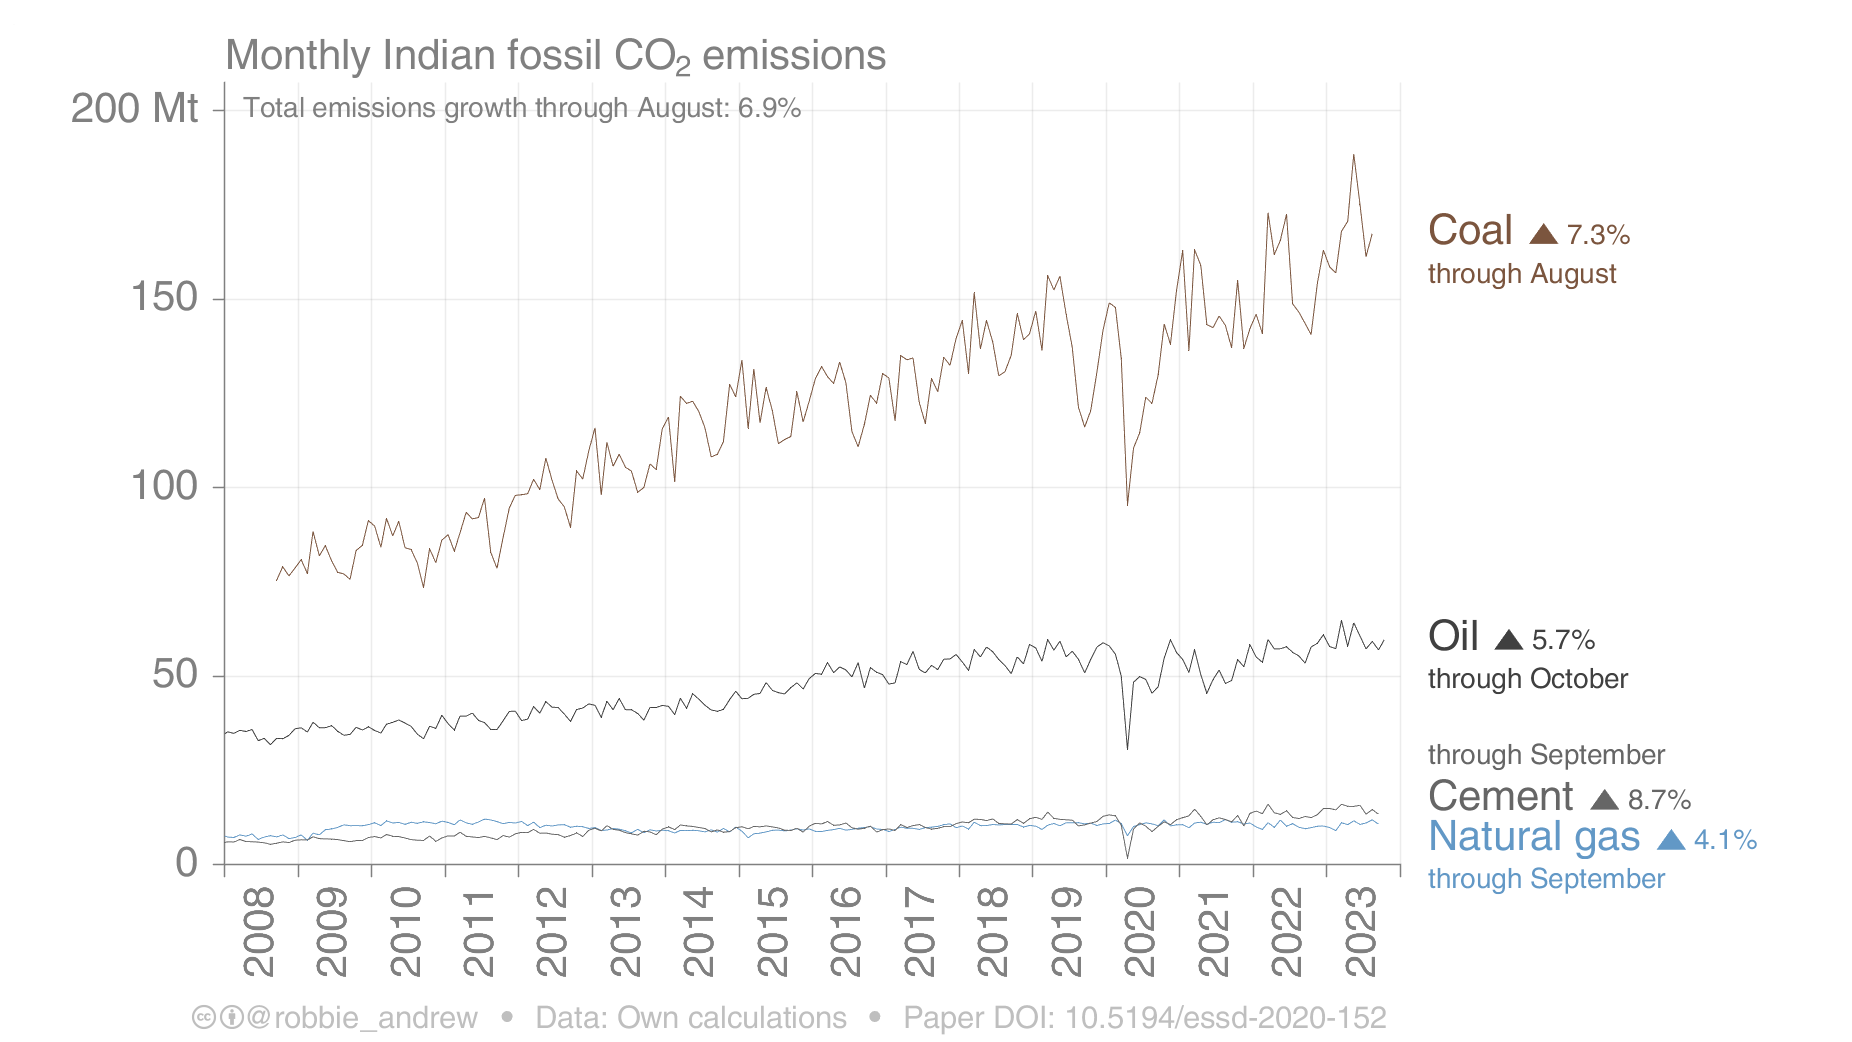 Monthly Indian fossil CO₂ emissions
Total emissions growth through August: 6.9%
200 Mt
150
100
50
0
Coal ▲ 7.3%
through August
Oil ▲ 5.7%
through October
through September
Cement ▲ 8.7%
Natural gas ▲ 4.1%
through September
2008 2009 2010 2011 2012 2013 2014 2015 2016 2017 2018 2019 2020 2021 2022 2023
@robbie_andrew • Data: Own calculations • Paper DOI: 10.5194/essd-2020-152